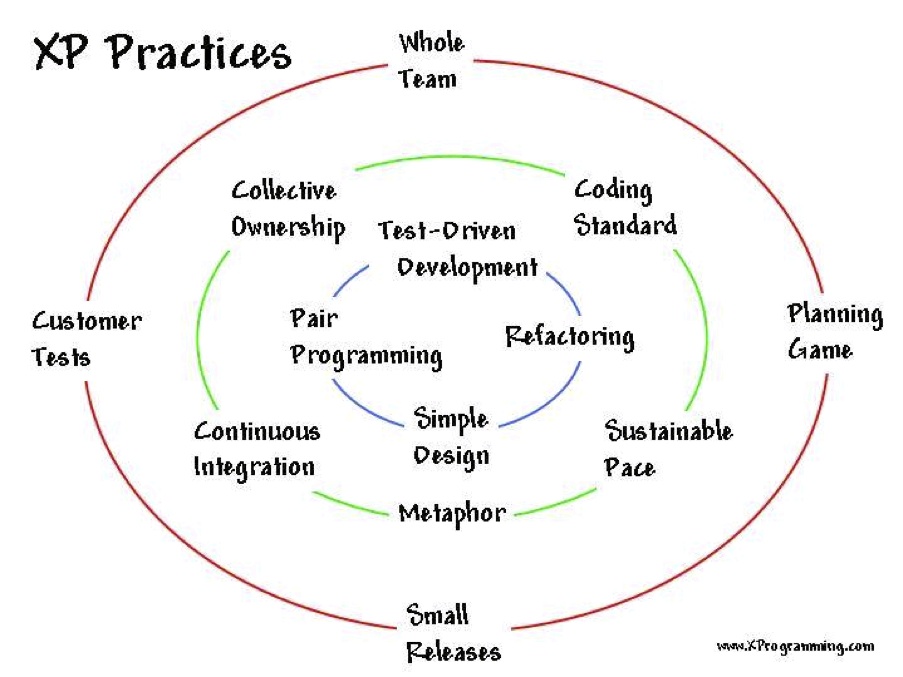 XP Practices
Whole
Team
Collective
Ownership
Coding
Standard
Test-Driven
Development
Customer
Tests
Pair
Programming
Refactoring
Planning
Game
Continuous
Integration
Simple
Design
Sustainable
Pace
Metaphor
Small
Releases
www.XProgramming.com